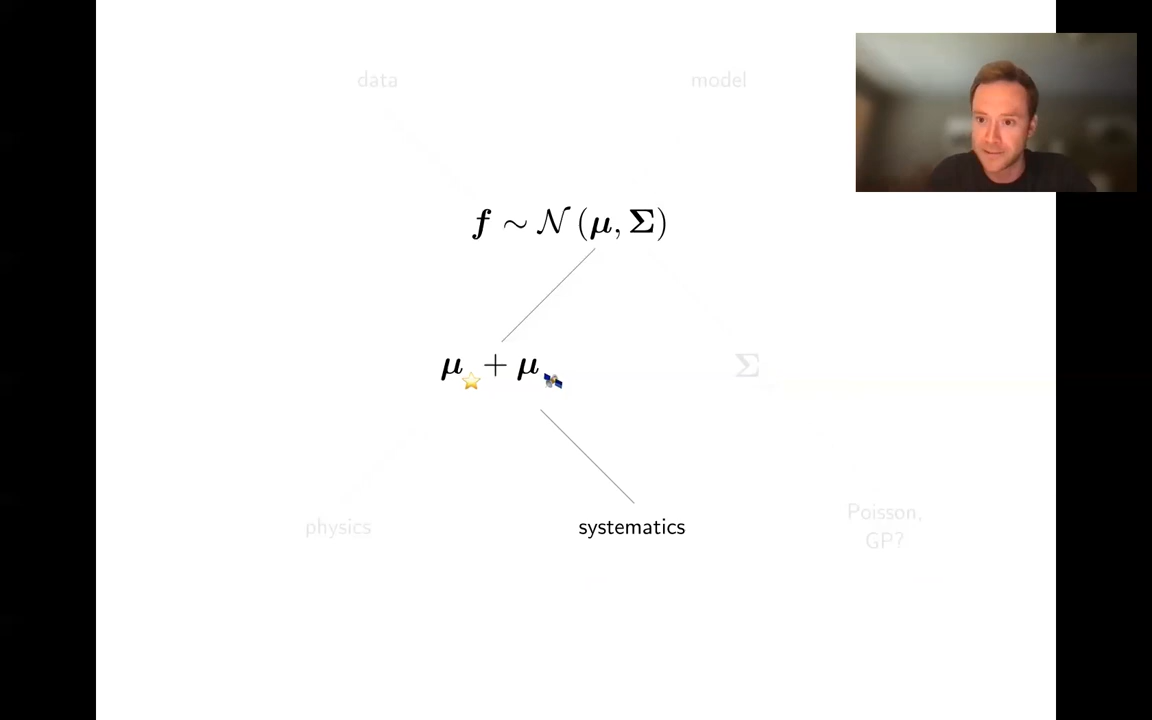 data model
f ∼ N (μ, Σ)
μ⭐ + μ🛰 Σ
physics systematics Poisson,
GP?